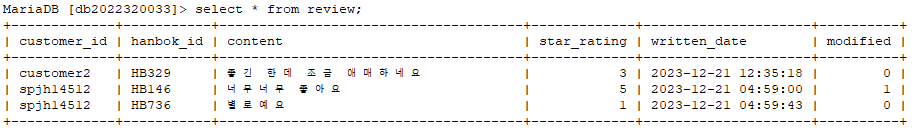 MariaDB [db2022320033]> select * from review;
+-------------+-----------+------------------------------------+-------------+---------------------+----------+
| customer_id | hanbok_id | content | star_rating | written_date | modified |
+-------------+-----------+------------------------------------+-------------+---------------------+----------+
| customer2 | HB329 | 좋긴 한데 조금 애매하네요 | 3 | 2023-12-21 12:35:18 | 0 |
| spjh14512 | HB146 | 너무너무 좋아요 | 5 | 2023-12-21 04:59:00 | 1 |
| spjh14512 | HB736 | 별로예요 | 1 | 2023-12-21 04:59:43 | 0 |
+-------------+-----------+------------------------------------+-------------+---------------------+----------+